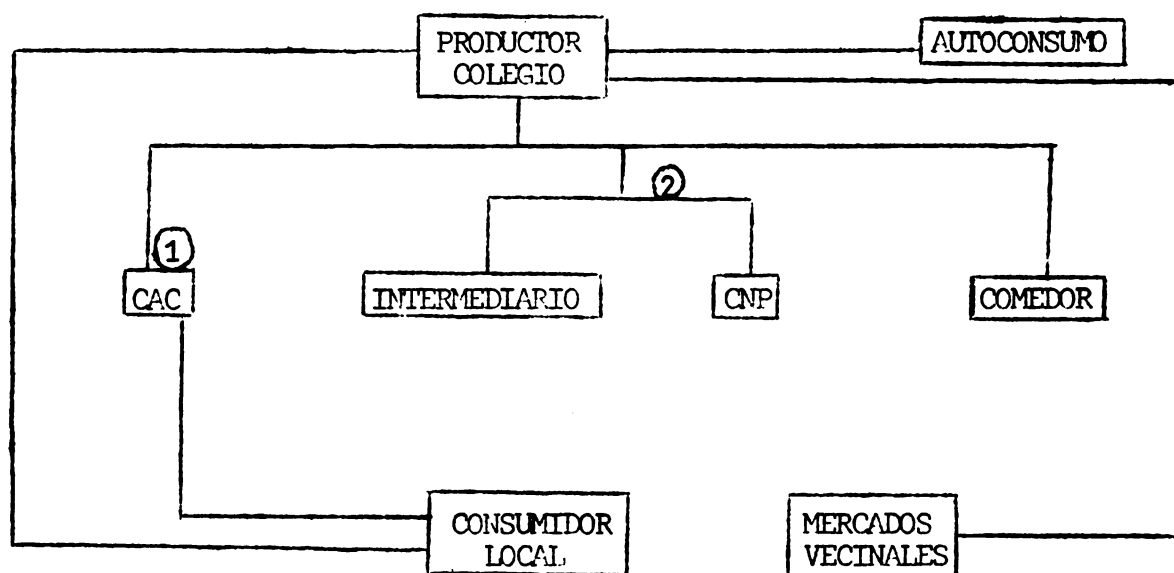 PRODUCTOR
COLEGIO
AUTOCONSUMO
2
1
CAC
INTERMEDIARIO
CNP
COMEDOR
CONSUMIDOR
LOCAL
MERCADOS
VECINALES